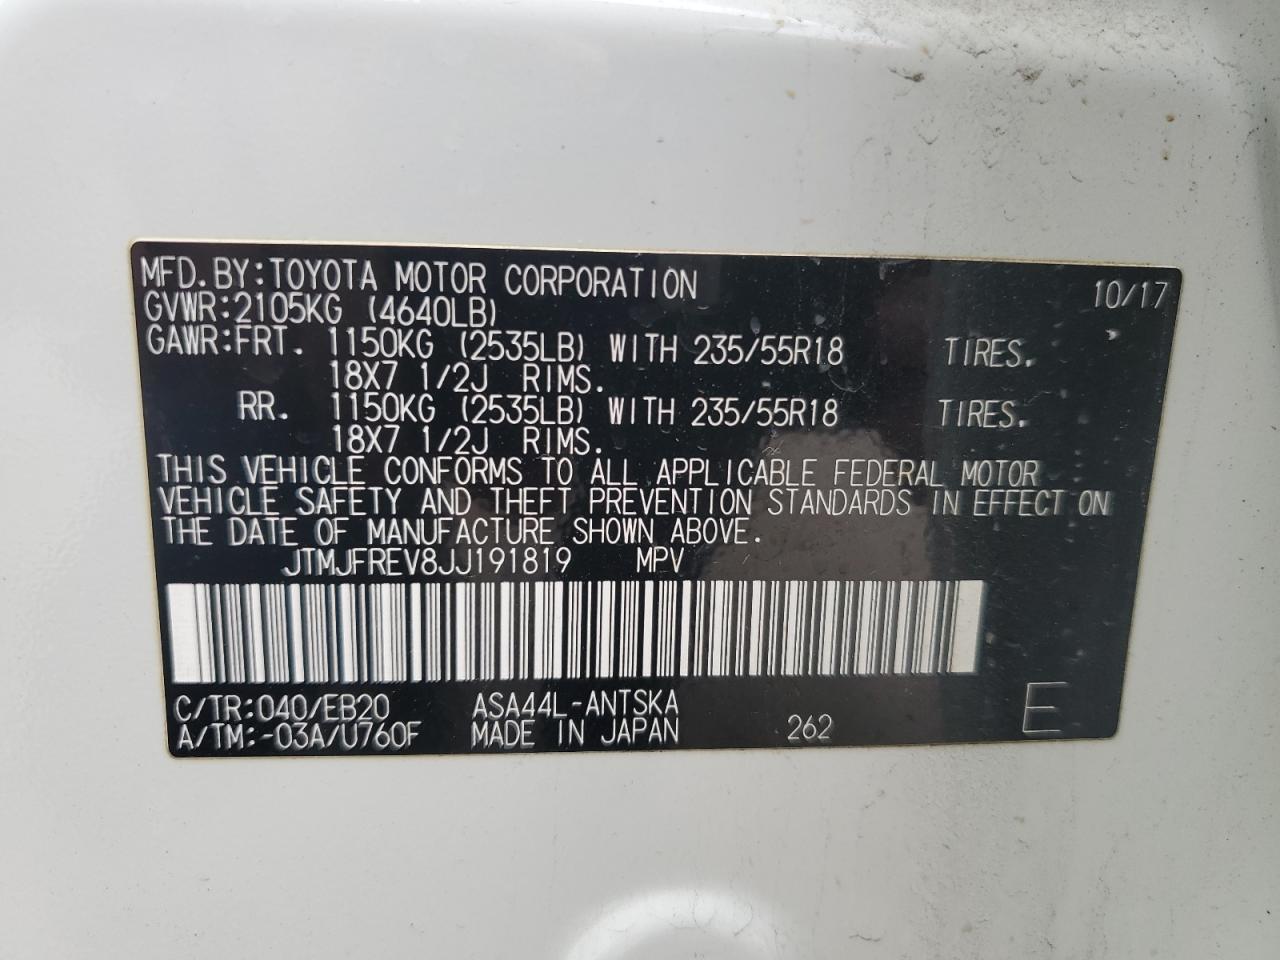 MFD.BY:TOYOTA MOTOR CORPORATION 10/17
GVWR:2105KG (4640LB)
GAWR:FRT. 1150KG (2535LB) WITH 235/55R18 TIRES.
18X7 1/2J RIMS.
RR. 1150KG (2535LB) WITH 235/55R18 TIRES.
18X7 1/2J RIMS.
THIS VEHICLE CONFORMS TO ALL APPLICABLE FEDERAL MOTOR
VEHICLE SAFETY AND THEFT PREVENTION STANDARDS IN EFFECT ON
THE DATE OF MANUFACTURE SHOWN ABOVE.
JTMJFREV8JJ191819 MPV
C/TR:040/EB20 ASA44L-ANTSKA
A/TM:-03A/U760F MADE IN JAPAN 262 E